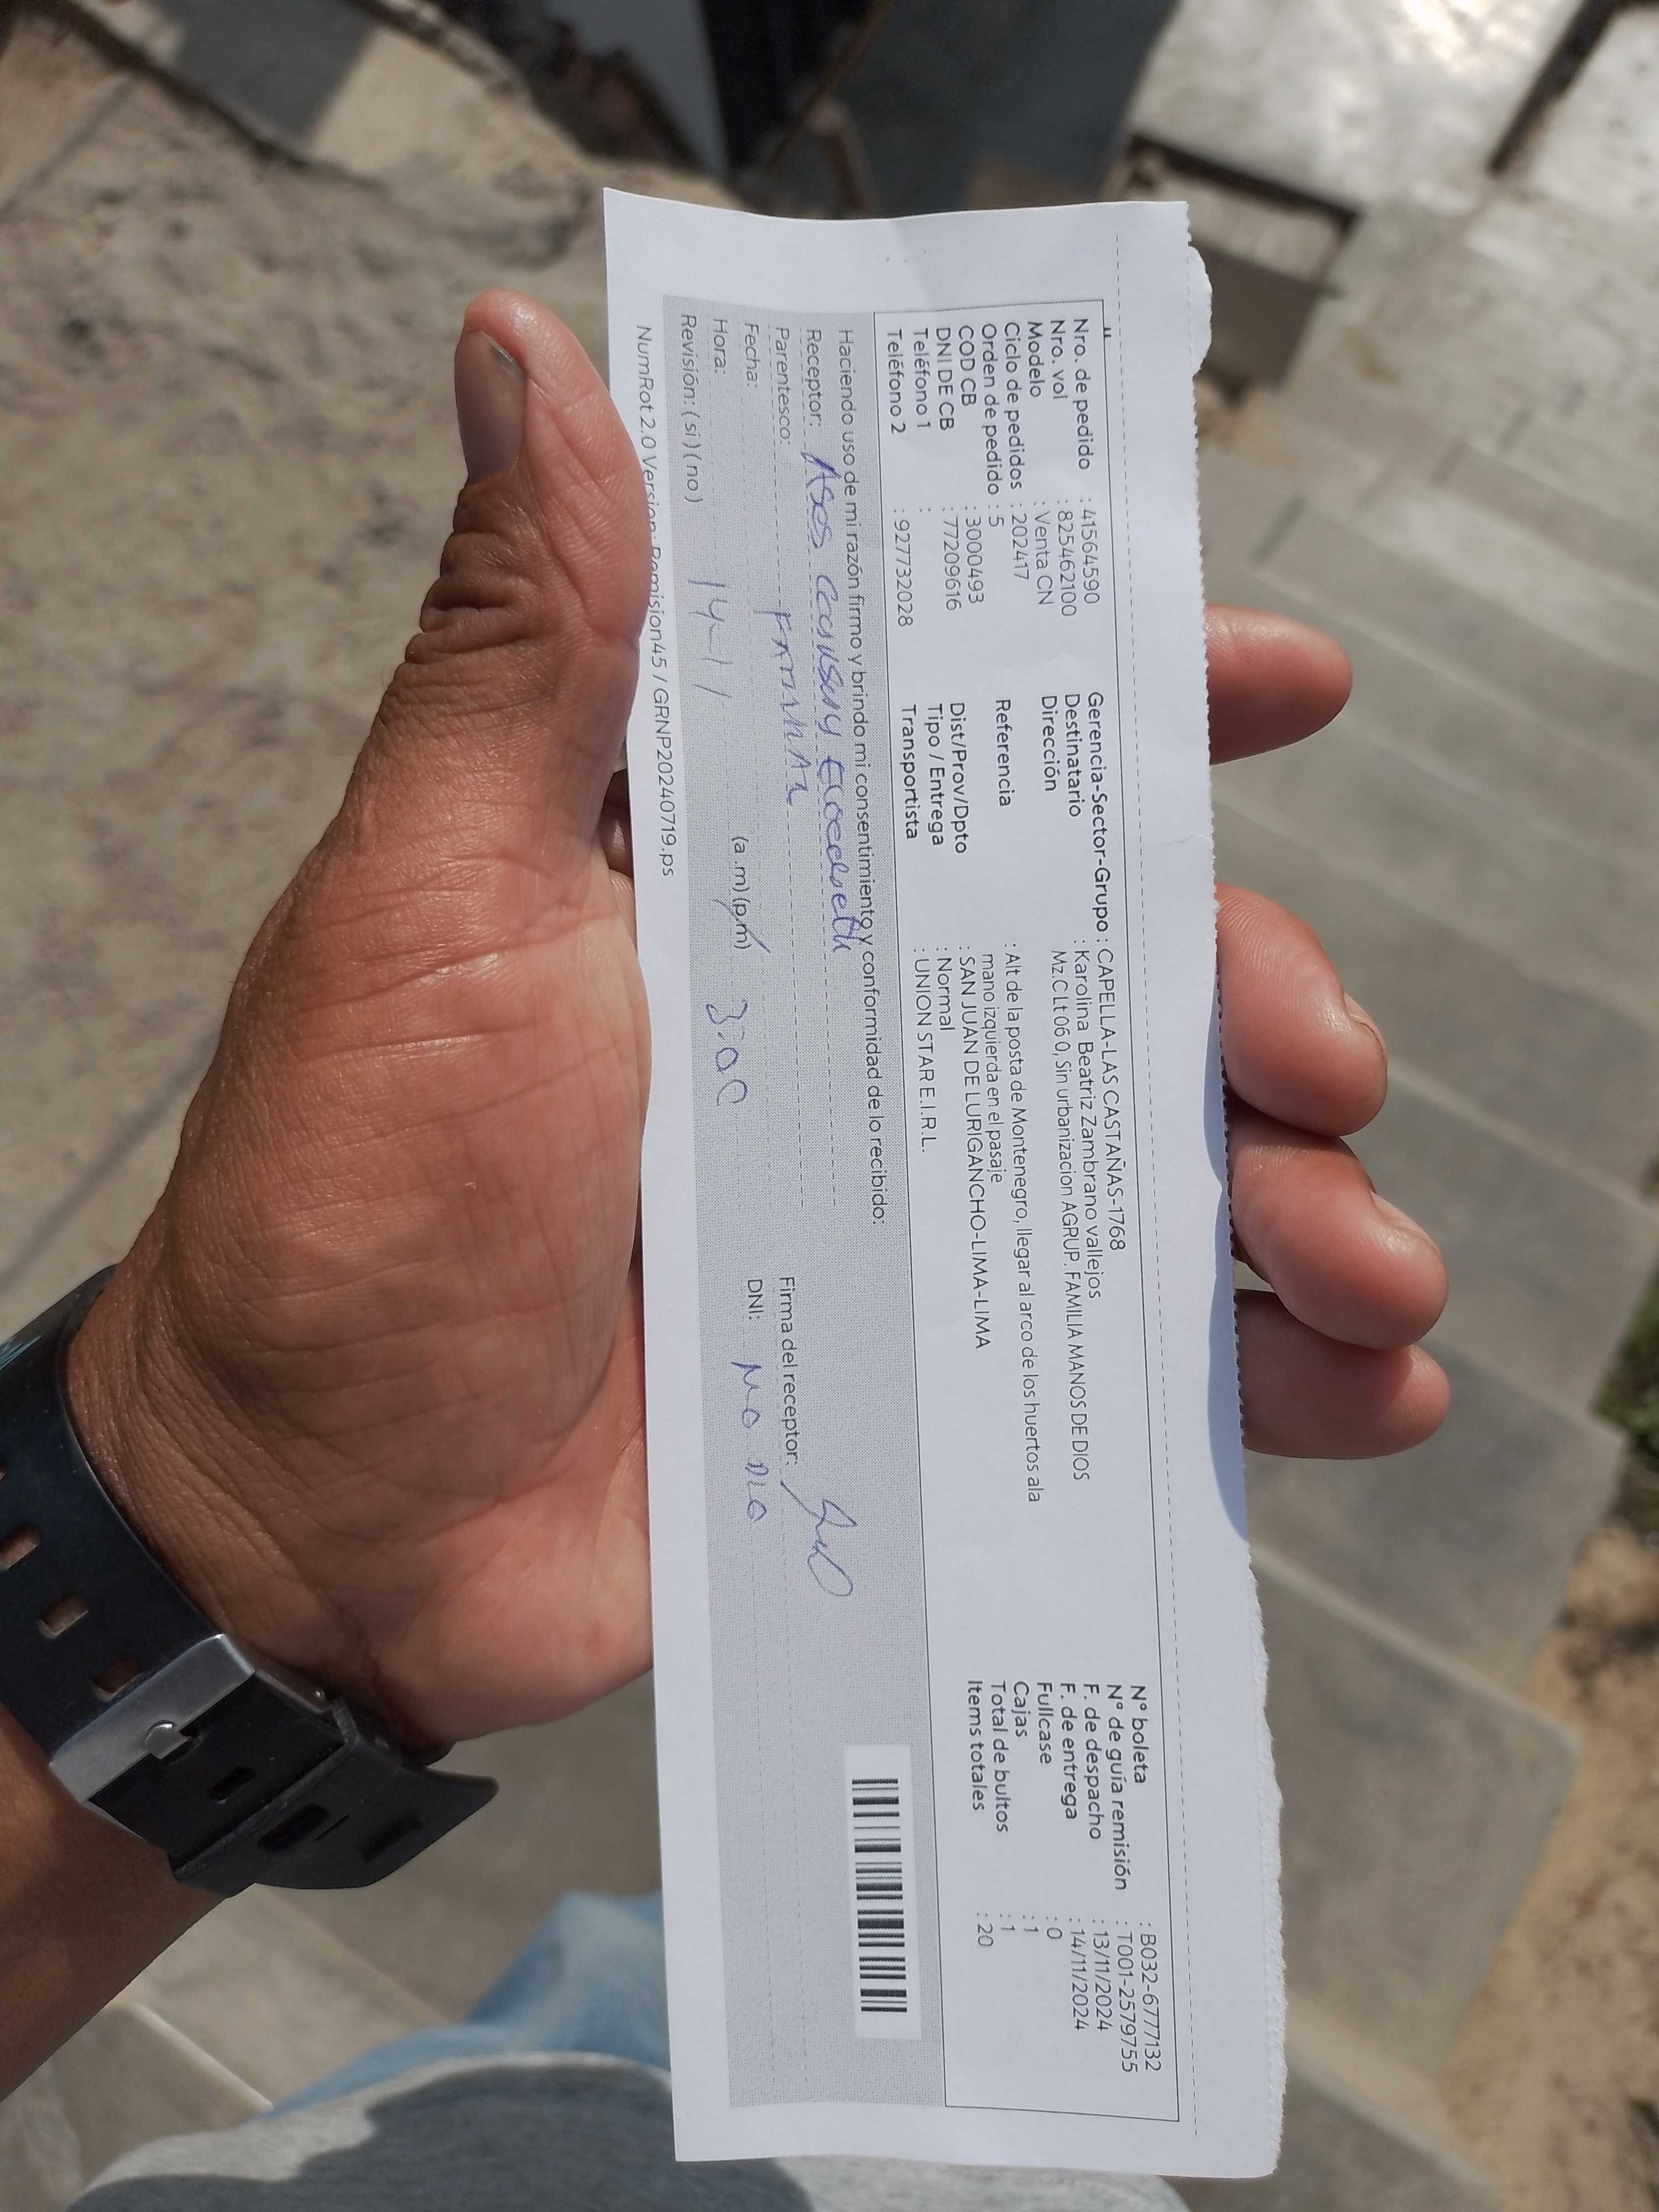 Nro. de pedido : 41564590
Nro. vol : 825462100
Modelo : Venta CN
Ciclo de pedidos : 202417
Orden de pedido : 5
COD CB : 3000493
DNI DE CB : 77209616
Teléfono 1 :
Teléfono 2 : 927732028
Gerencia-Sector-Grupo : CAPELLA-LAS CASTAÑAS-1768
Destinatario : Karolina Beatriz Zambrano vallejos
Dirección : Mz.C Lt 06 0, Sin urbanizacion AGRUP. FAMILIA MANOS DE DIOS
Referencia : Alt de la posta de Montenegro, llegar al arco de los huertos ala
mano izquierda en el pasaje
Dist/Prov/Dpto : SAN JUAN DE LURIGANCHO-LIMA-LIMA
Tipo / Entrega : Normal
Transportista : UNION STAR E.I.R.L.
N° boleta : B032-6777132
N° de guía remisión : T001-2579755
F. de despacho : 13/11/2024
F. de entrega : 14/11/2024
Fullcase : 0
Cajas : 1
Total de bultos : 1
Items totales : 20
Haciendo uso de mi razón firmo y brindo mi consentimiento y conformidad de lo recibido:
Receptor:
Parentesco:
Fecha: 14-11
Hora: (a.m)(p.m)
Revisión: (si) (no)
Firma del receptor:
DNI: no dio
NumRot2.0 Version: Remision45 / GRNP20240719.ps